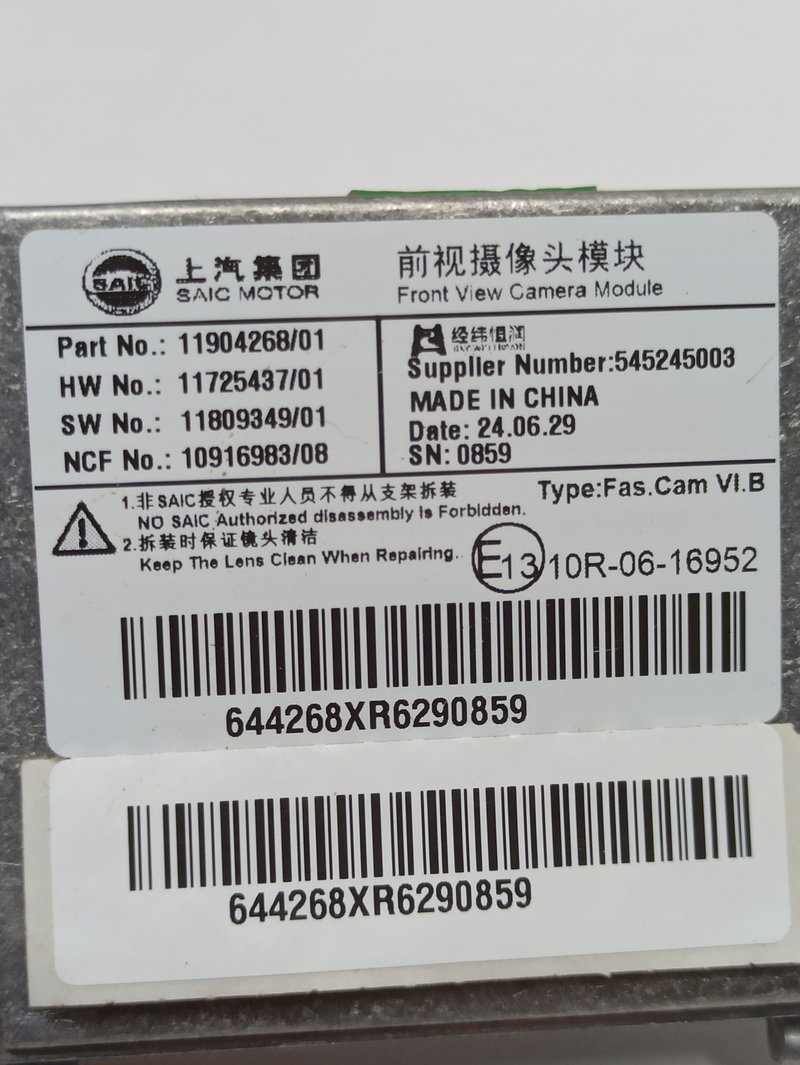 SAIC
上汽集团
SAIC MOTOR
前视摄像头模块
Front View Camera Module
Part No.: 11904268/01
HW No.: 11725437/01
SW No.: 11809349/01
NCF No.: 10916983/08
经纬恒润
Supplier Number:545245003
MADE IN CHINA
Date: 24.06.29
SN: 0859
1.非SAIC授权专业人员不得从支架拆装
NO SAIC Authorized disassembly is Forbidden.
2.拆装时保证镜头清洁
Keep The Lens Clean When Repairing.
Type:Fas.Cam VI.B
E13 10R-06-16952
644268XR6290859
644268XR6290859